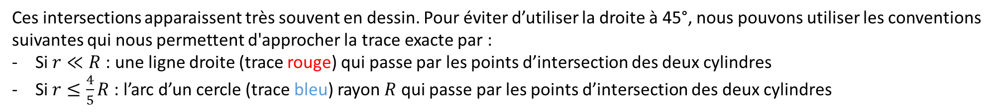 Ces intersections apparaissent très souvent en dessin. Pour éviter d’utiliser la droite à 45°, nous pouvons utiliser les conventions
suivantes qui nous permettent d'approcher la trace exacte par :
- Si r ≪ R : une ligne droite (trace rouge) qui passe par les points d’intersection des deux cylindres
- Si r ≤ 4/5 R : l’arc d’un cercle (trace bleu) rayon R qui passe par les points d’intersection des deux cylindres